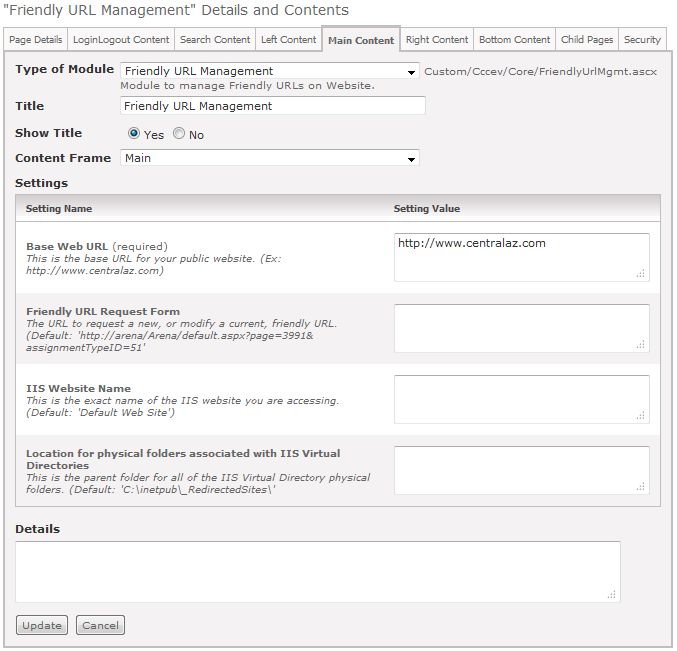 "Friendly URL Management" Details and Contents
Page Details LoginLogout Content Search Content Left Content Main Content Right Content Bottom Content Child Pages Security
Type of Module Friendly URL Management Custom/Cccev/Core/FriendlyUrlMgmt.ascx
Module to manage Friendly URLs on Website.
Title Friendly URL Management
Show Title Yes No
Content Frame Main
Settings
Setting Name Setting Value
Base Web URL (required) http://www.centralaz.com
This is the base URL for your public website. (Ex:
http://www.centralaz.com)
Friendly URL Request Form
The URL to request a new, or modify a current, friendly URL.
(Default: 'http://arena/Arena/default.aspx?page=3991&
assignmentTypeID=51'
IIS Website Name
This is the exact name of the IIS website you are accessing.
(Default: 'Default Web Site')
Location for physical folders associated with IIS Virtual
Directories
This is the parent folder for all of the IIS Virtual Directory physical
folders. (Default: 'C:\inetpub\_RedirectedSites\'
Details
Update Cancel